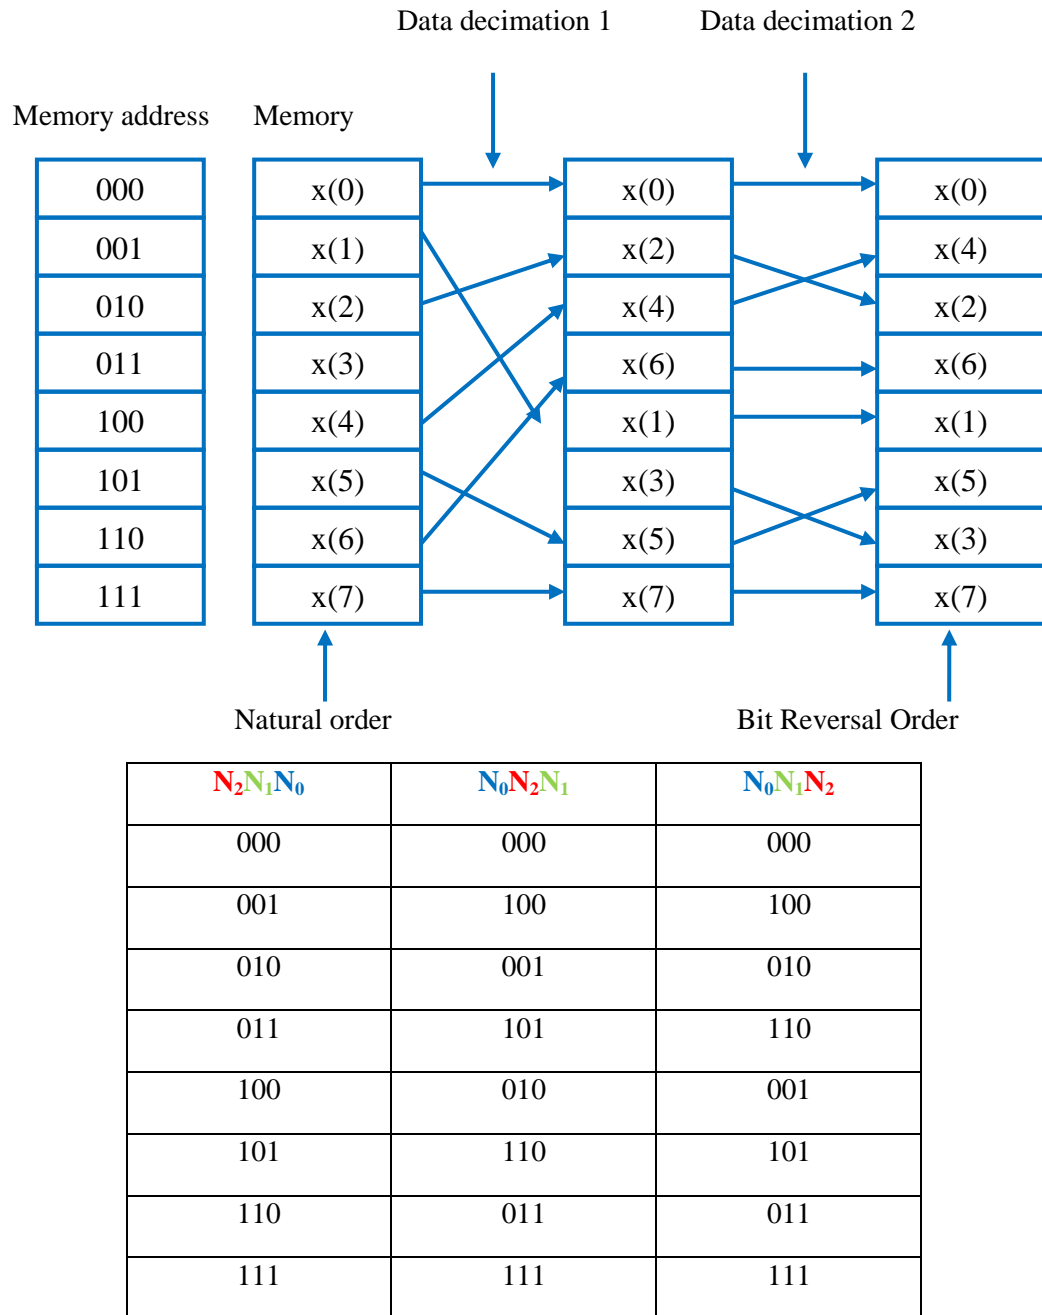 Data decimation 1 Data decimation 2
Memory address Memory
000 x(0) x(0) x(0)
001 x(1) x(2) x(4)
010 x(2) x(4) x(2)
011 x(3) x(6) x(6)
100 x(4) x(1) x(1)
101 x(5) x(3) x(5)
110 x(6) x(5) x(3)
111 x(7) x(7) x(7)
Natural order Bit Reversal Order
N₂N₁N₀ N₀N₂N₁ N₀N₁N₂
000 000 000
001 100 100
010 001 010
011 101 110
100 010 001
101 110 101
110 011 011
111 111 111